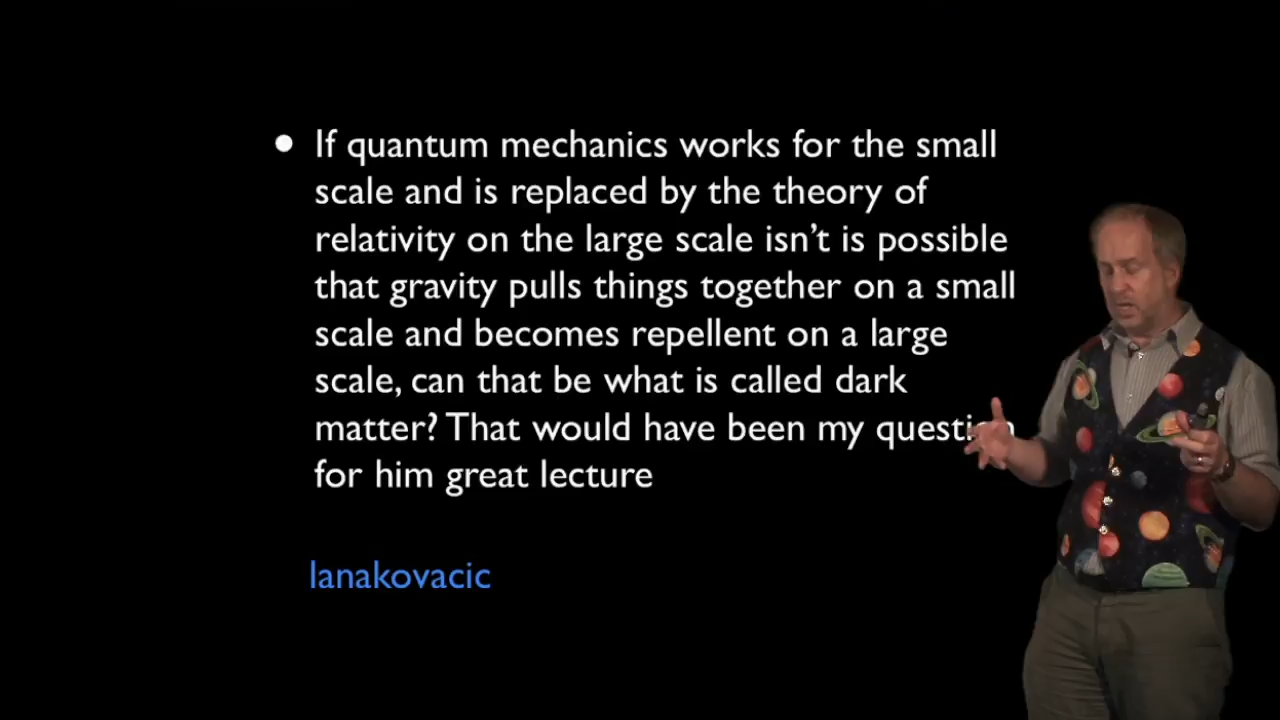 If quantum mechanics works for the small
scale and is replaced by the theory of
relativity on the large scale isn't is possible
that gravity pulls things together on a small
scale and becomes repellent on a large
scale, can that be what is called dark
matter? That would have been my question
for him great lecture
lanakovacic